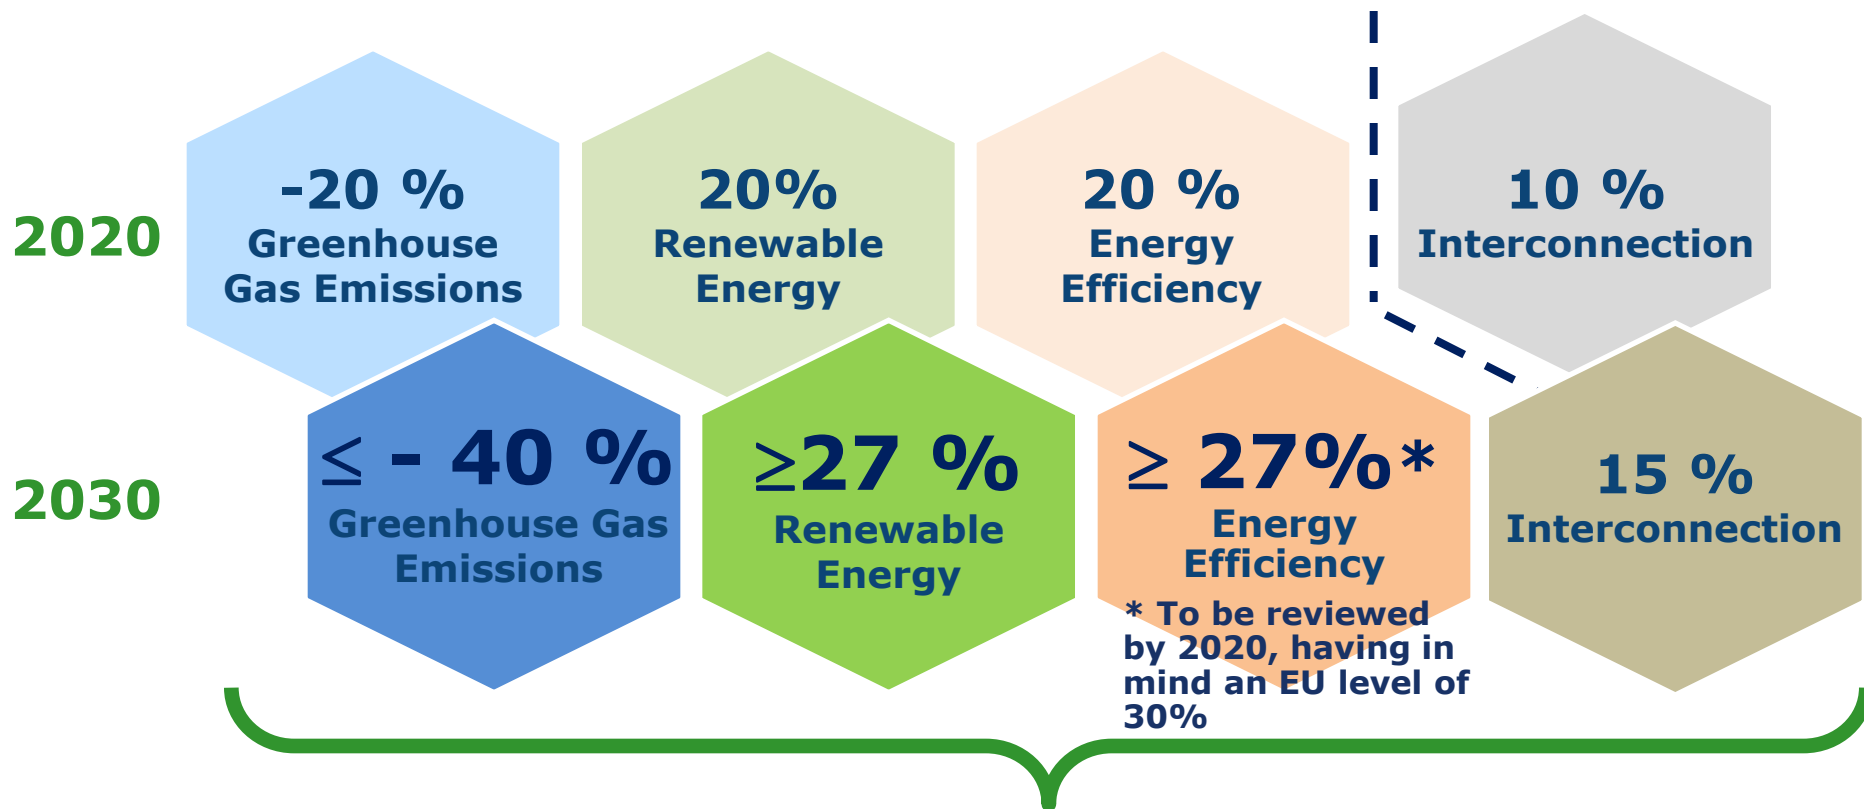 2020
-20 %
Greenhouse
Gas Emissions
20%
Renewable
Energy
20 %
Energy
Efficiency
10 %
Interconnection
2030
≤ - 40 %
Greenhouse Gas
Emissions
≥27 %
Renewable
Energy
≥ 27%*
Energy
Efficiency
* To be reviewed
by 2020, having in
mind an EU level of
30%
15 %
Interconnection